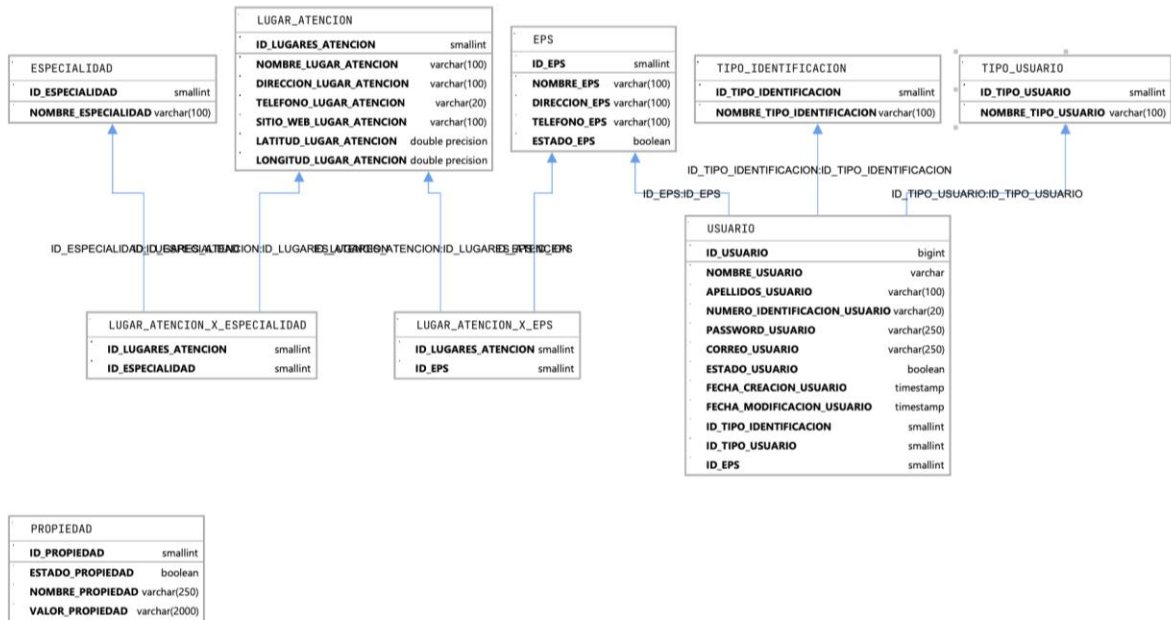 LUGAR_ATENCION
ID_LUGARES_ATENCION smallint
NOMBRE_LUGAR_ATENCION varchar(100)
DIRECCION_LUGAR_ATENCION varchar(100)
TELEFONO_LUGAR_ATENCION varchar(20)
SITIO_WEB_LUGAR_ATENCION varchar(100)
LATITUD_LUGAR_ATENCION double precision
LONGITUD_LUGAR_ATENCION double precision
EPS
ID_EPS smallint
NOMBRE_EPS varchar(100)
DIRECCION_EPS varchar(100)
TELEFONO_EPS varchar(100)
ESTADO_EPS boolean
ESPECIALIDAD
ID_ESPECIALIDAD smallint
NOMBRE_ESPECIALIDAD varchar(100)
TIPO_IDENTIFICACION
ID_TIPO_IDENTIFICACION smallint
NOMBRE_TIPO_IDENTIFICACION varchar(100)
TIPO_USUARIO
ID_TIPO_USUARIO smallint
NOMBRE_TIPO_USUARIO varchar(100)
ID_TIPO_IDENTIFICACION:ID_TIPO_IDENTIFICACION
ID_EPS:ID_EPS
ID_TIPO_USUARIO:ID_TIPO_USUARIO
USUARIO
ID_USUARIO bigint
NOMBRE_USUARIO varchar
APELLIDOS_USUARIO varchar(100)
NUMERO_IDENTIFICACION_USUARIO varchar(20)
PASSWORD_USUARIO varchar(250)
CORREO_USUARIO varchar(250)
ESTADO_USUARIO boolean
FECHA_CREACION_USUARIO timestamp
FECHA_MODIFICACION_USUARIO timestamp
ID_TIPO_IDENTIFICACION smallint
ID_TIPO_USUARIO smallint
ID_EPS smallint
LUGAR_ATENCION_X_ESPECIALIDAD
ID_LUGARES_ATENCION smallint
ID_ESPECIALIDAD smallint
LUGAR_ATENCION_X_EPS
ID_LUGARES_ATENCION smallint
ID_EPS smallint
PROPIEDAD
ID_PROPIEDAD smallint
ESTADO_PROPIEDAD boolean
NOMBRE_PROPIEDAD varchar(250)
VALOR_PROPIEDAD varchar(2000)